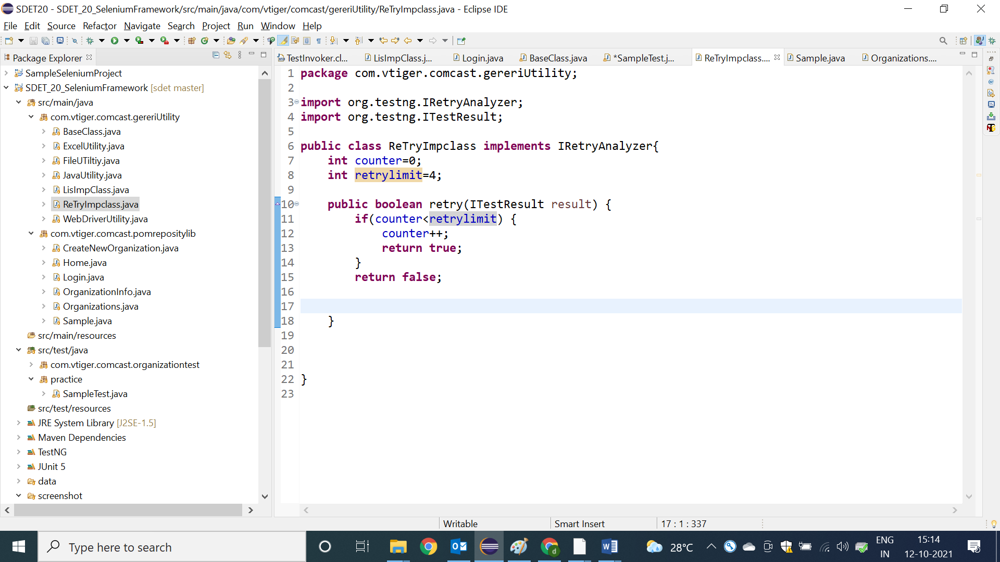 SDET20 - SDET_20_SeleniumFramework/src/main/java/com/vtiger/comcast/gereriUtility/ReTryImpclass.java - Eclipse IDE
File Edit Source Refactor Navigate Search Project Run Window Help
Package Explorer
SampleSeleniumProject
SDET_20_SeleniumFramework [sdet master]
src/main/java
com.vtiger.comcast.gereriUtility
BaseClass.java
ExcelUtility.java
FileUTiltiy.java
JavaUtility.java
LisImpClass.java
ReTryImpclass.java
WebDriverUtility.java
com.vtiger.comcast.pomrepositylib
CreateNewOrganization.java
Home.java
Login.java
OrganizationInfo.java
Organizations.java
Sample.java
src/main/resources
src/test/java
com.vtiger.comcast.organizationtest
practice
SampleTest.java
src/test/resources
JRE System Library [J2SE-1.5]
Maven Dependencies
TestNG
JUnit 5
data
screenshot
TestInvoker.cl... LisImpClass.j... Login.java BaseClass.java *SampleTest.j... ReTryImpclass.... Sample.java Organizations....
1 package com.vtiger.comcast.gereriUtility;
2
3 import org.testng.IRetryAnalyzer;
4 import org.testng.ITestResult;
5
6 public class ReTryImpclass implements IRetryAnalyzer{
7 int counter=0;
8 int retrylimit=4;
9
10 public boolean retry(ITestResult result) {
11 if(counter<retrylimit) {
12 counter++;
13 return true;
14 }
15 return false;
16
17
18 }
19
20
21
22 }
23
Writable Smart Insert 17 : 1 : 337
Type here to search
28°C
ENG
IN
15:14
12-10-2021